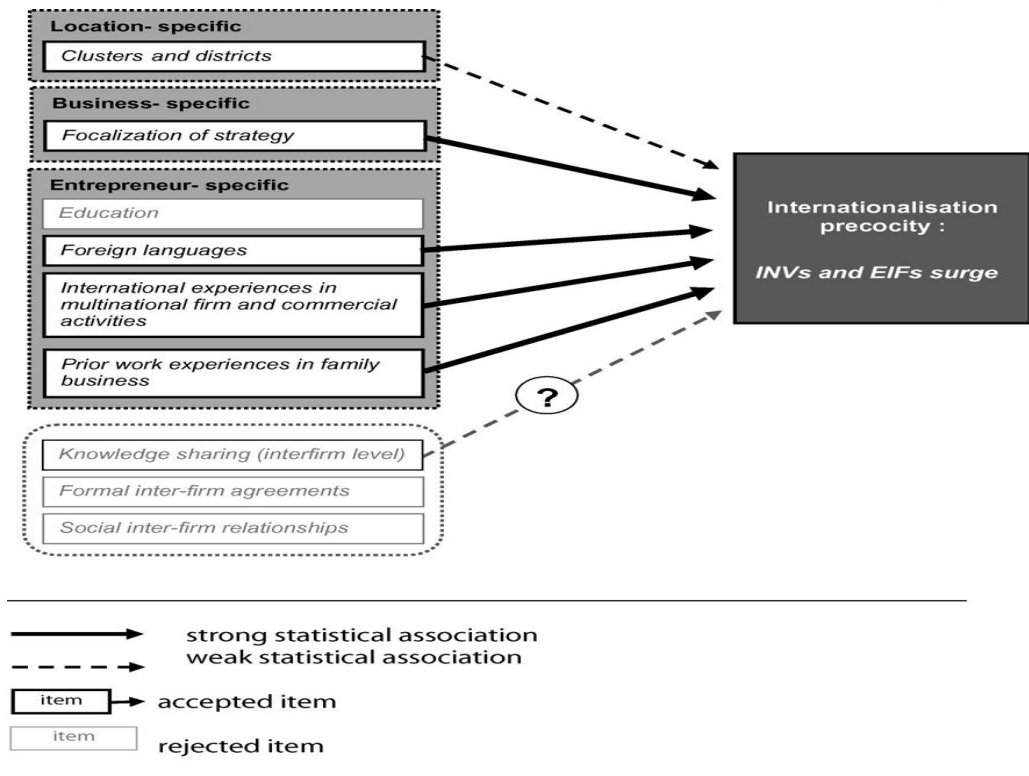 Location- specific
Clusters and districts
Business- specific
Focalization of strategy
Entrepreneur- specific
Education
Foreign languages
International experiences in
multinational firm and commercial
activities
Prior work experiences in family
business
Knowledge sharing (interfirm level)
Formal inter-firm agreements
Social inter-firm relationships
?
Internationalisation
precocity :
INVs and EIFs surge
strong statistical association
weak statistical association
item
accepted item
item
rejected item